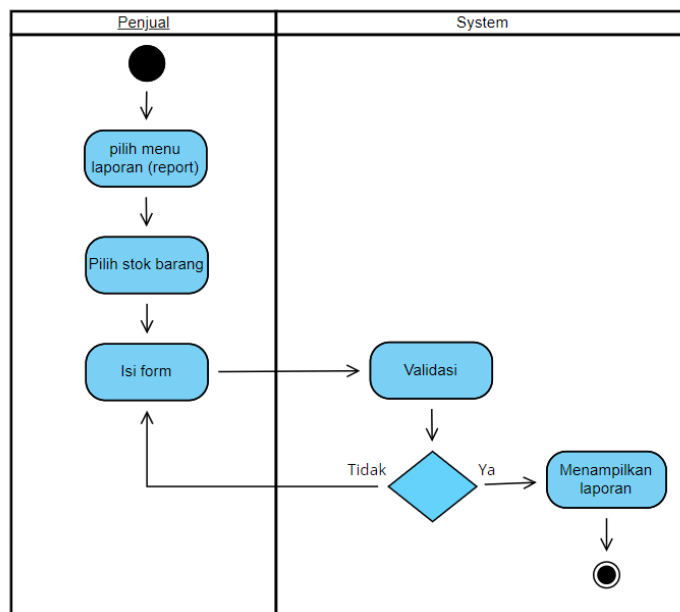 Penjual
System
pilih menu
laporan (report)
Pilih stok barang
Isi form
Validasi
Tidak
Ya
Menampilkan
laporan